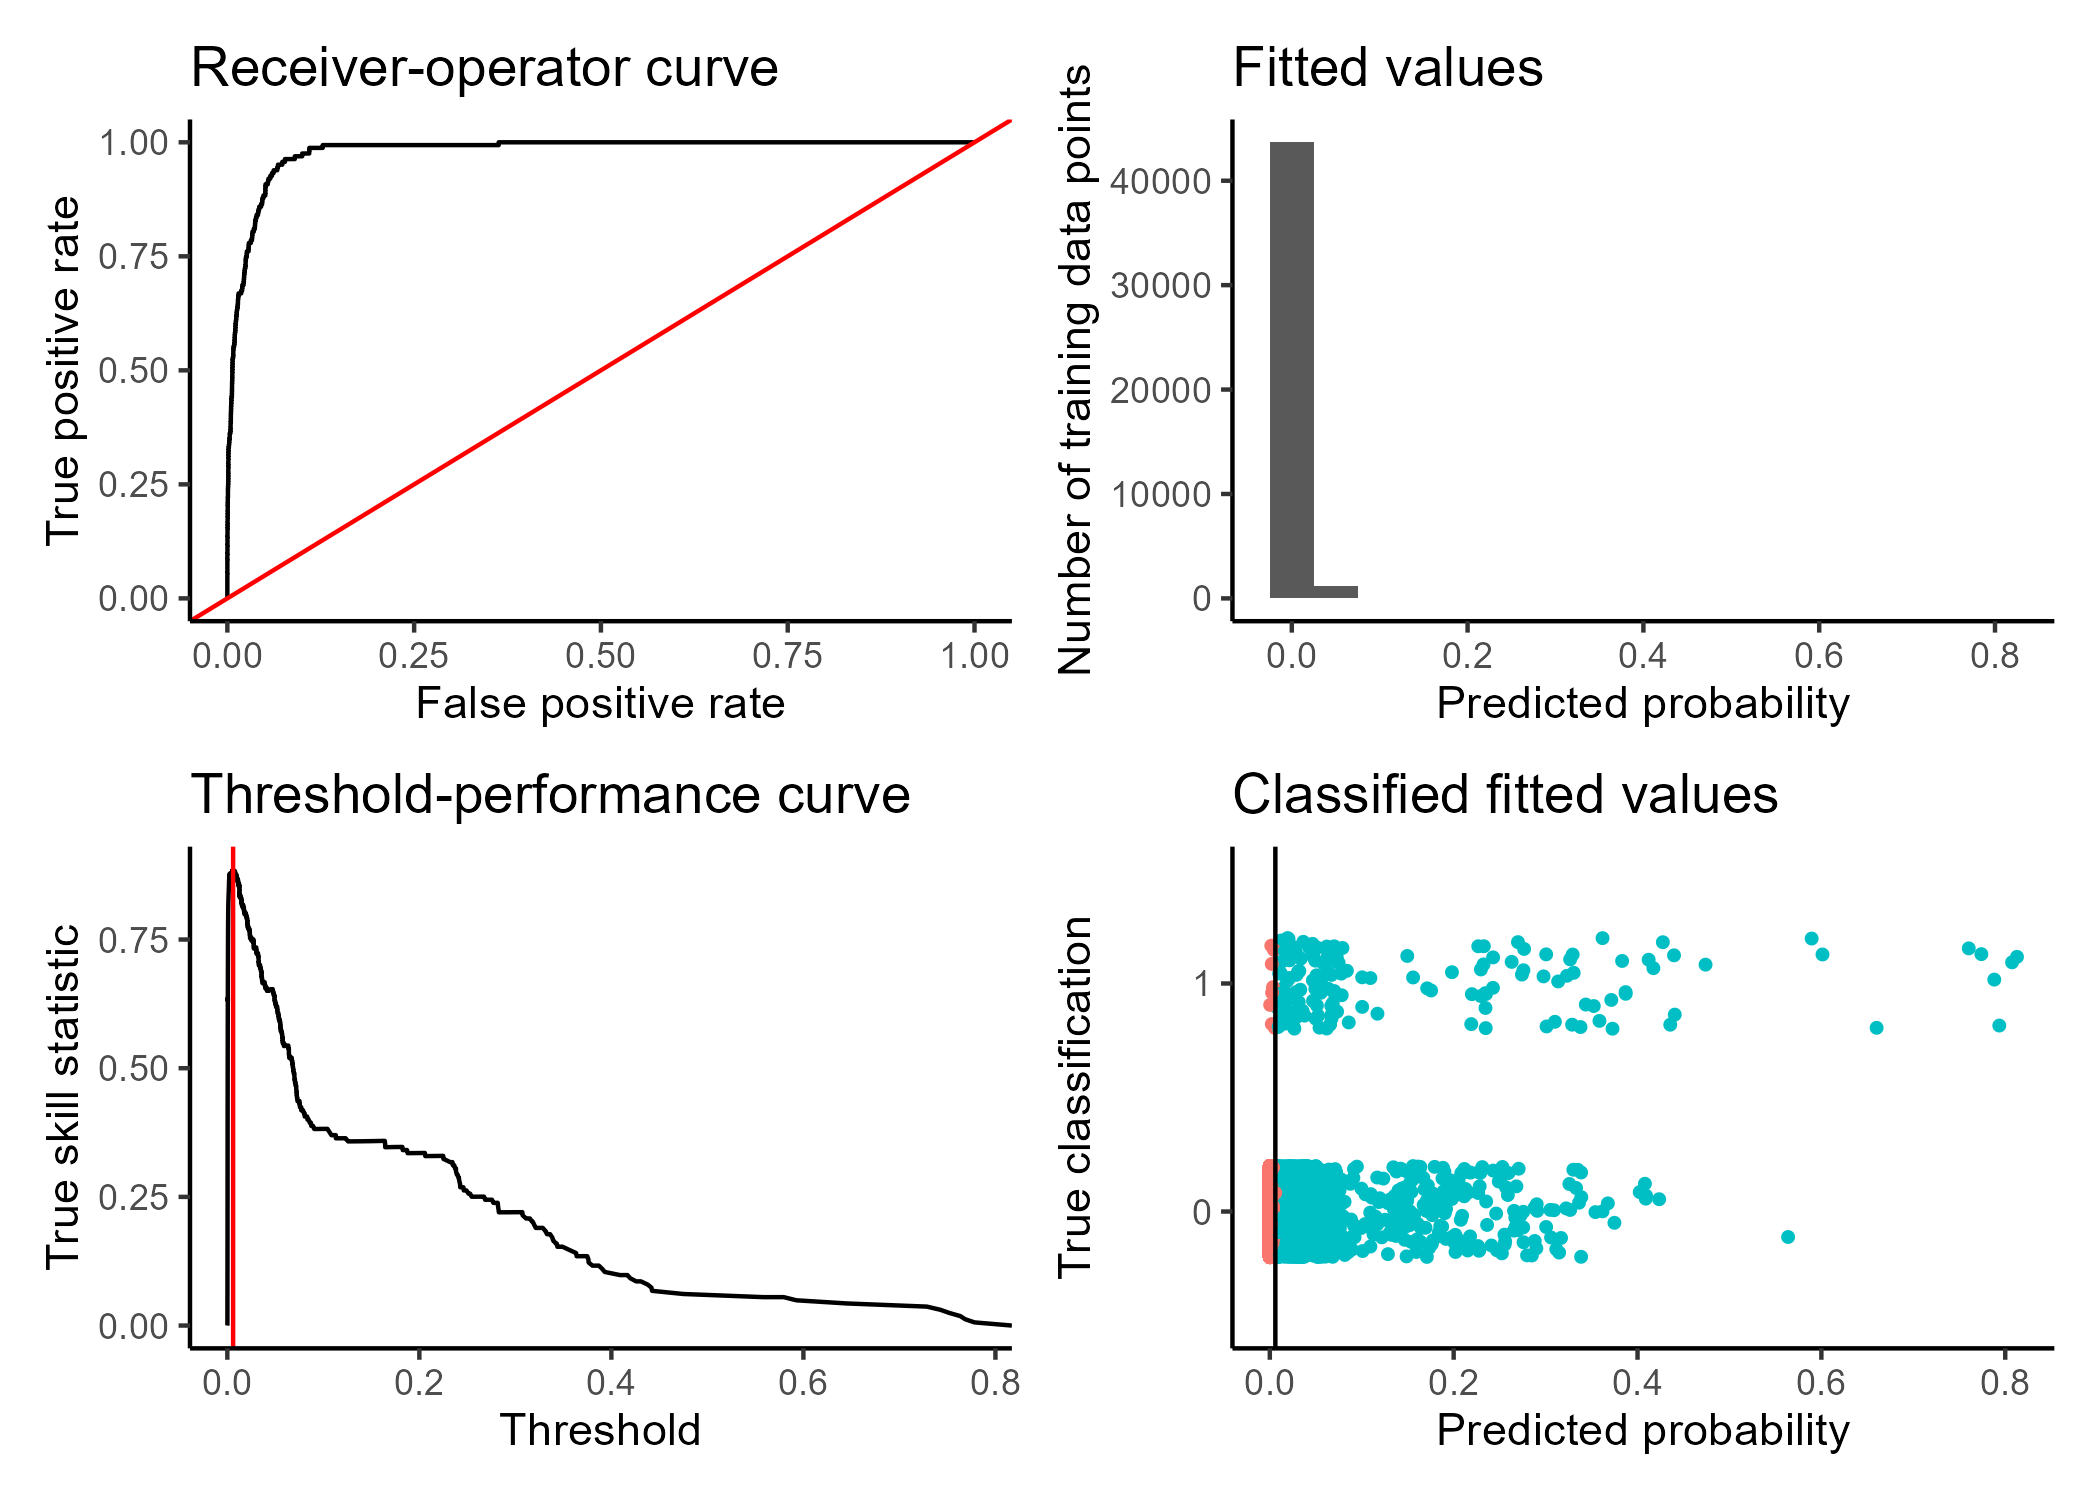 Receiver-operator curve
True positive rate
1.00
0.75
0.50
0.25
0.00
0.00 0.25 0.50 0.75 1.00
False positive rate
Fitted values
Number of training data points
40000
30000
20000
10000
0
0.0 0.2 0.4 0.6 0.8
Predicted probability
Threshold-performance curve
True skill statistic
0.75
0.50
0.25
0.00
0.0 0.2 0.4 0.6 0.8
Threshold
Classified fitted values
True classification
1
0
0.0 0.2 0.4 0.6 0.8
Predicted probability